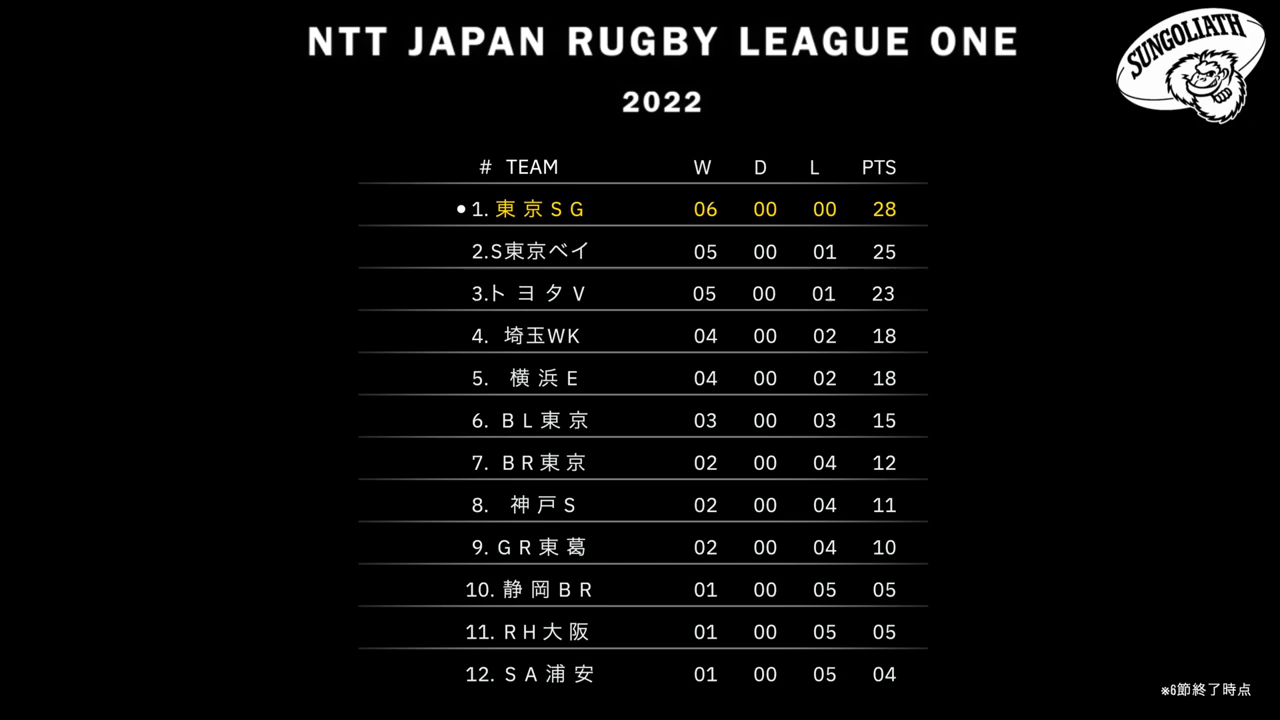 NTT JAPAN RUGBY LEAGUE ONE
SUNGOLIATH
2022
# TEAM W D L PTS
•1. 東京SG 06 00 00 28
2.S東京ベイ 05 00 01 25
3.トヨタV 05 00 01 23
4. 埼玉WK 04 00 02 18
5. 横浜E 04 00 02 18
6. BL東京 03 00 03 15
7. BR東京 02 00 04 12
8. 神戸S 02 00 04 11
9. GR東葛 02 00 04 10
10. 静岡BR 01 00 05 05
11. RH大阪 01 00 05 05
12. SA浦安 01 00 05 04
※6節終了時点